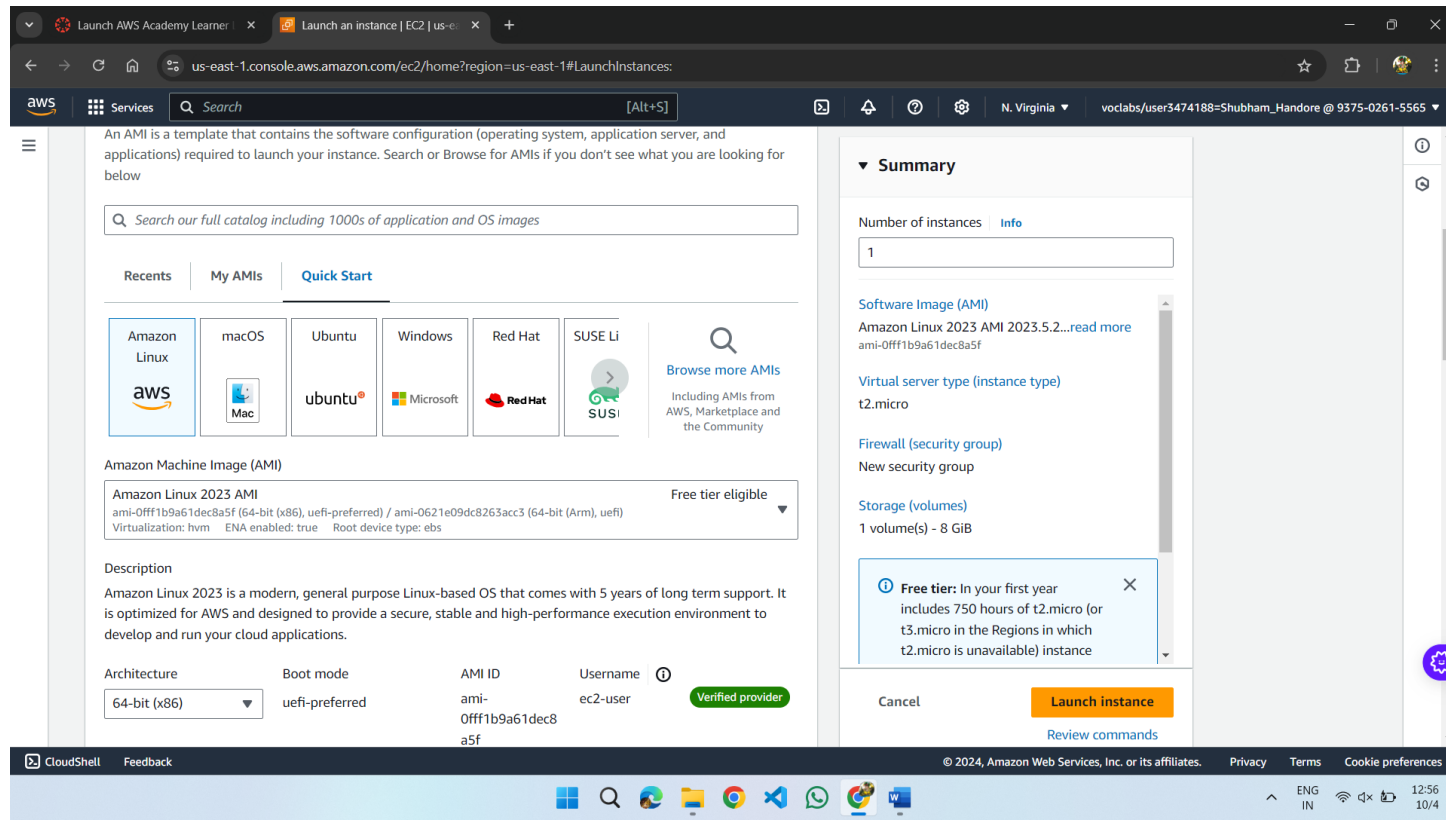 Launch AWS Academy Learner
Launch an instance | EC2 | us-ea
us-east-1.console.aws.amazon.com/ec2/home?region=us-east-1#LaunchInstances:
aws
Services
Search
[Alt+S]
N. Virginia
voclabs/user3474188=Shubham_Handore @ 9375-0261-5565
An AMI is a template that contains the software configuration (operating system, application server, and
applications) required to launch your instance. Search or Browse for AMIs if you don't see what you are looking for
below
Search our full catalog including 1000s of application and OS images
Recents
My AMIs
Quick Start
Amazon
Linux
aws
macOS
Mac
Ubuntu
ubuntu
Windows
Microsoft
Red Hat
Red Hat
SUSE Li
SUS
Browse more AMIs
Including AMIs from
AWS, Marketplace and
the Community
Amazon Machine Image (AMI)
Amazon Linux 2023 AMI
Free tier eligible
ami-0fff1b9a61dec8a5f (64-bit (x86), uefi-preferred) / ami-0621e09dc8263acc3 (64-bit (Arm), uefi)
Virtualization: hvm ENA enabled: true Root device type: ebs
Description
Amazon Linux 2023 is a modern, general purpose Linux-based OS that comes with 5 years of long term support. It
is optimized for AWS and designed to provide a secure, stable and high-performance execution environment to
develop and run your cloud applications.
Architecture
64-bit (x86)
Boot mode
uefi-preferred
AMI ID
ami-
0fff1b9a61dec8
a5f
Username
ec2-user
Verified provider
Summary
Number of instances
Info
1
Software Image (AMI)
Amazon Linux 2023 AMI 2023.5.2...read more
ami-0fff1b9a61dec8a5f
Virtual server type (instance type)
t2.micro
Firewall (security group)
New security group
Storage (volumes)
1 volume(s) - 8 GiB
Free tier: In your first year
includes 750 hours of t2.micro (or
t3.micro in the Regions in which
t2.micro is unavailable) instance
Cancel
Launch instance
Review commands
CloudShell
Feedback
© 2024, Amazon Web Services, Inc. or its affiliates.
Privacy
Terms
Cookie preferences
ENG
IN
12:56
10/4